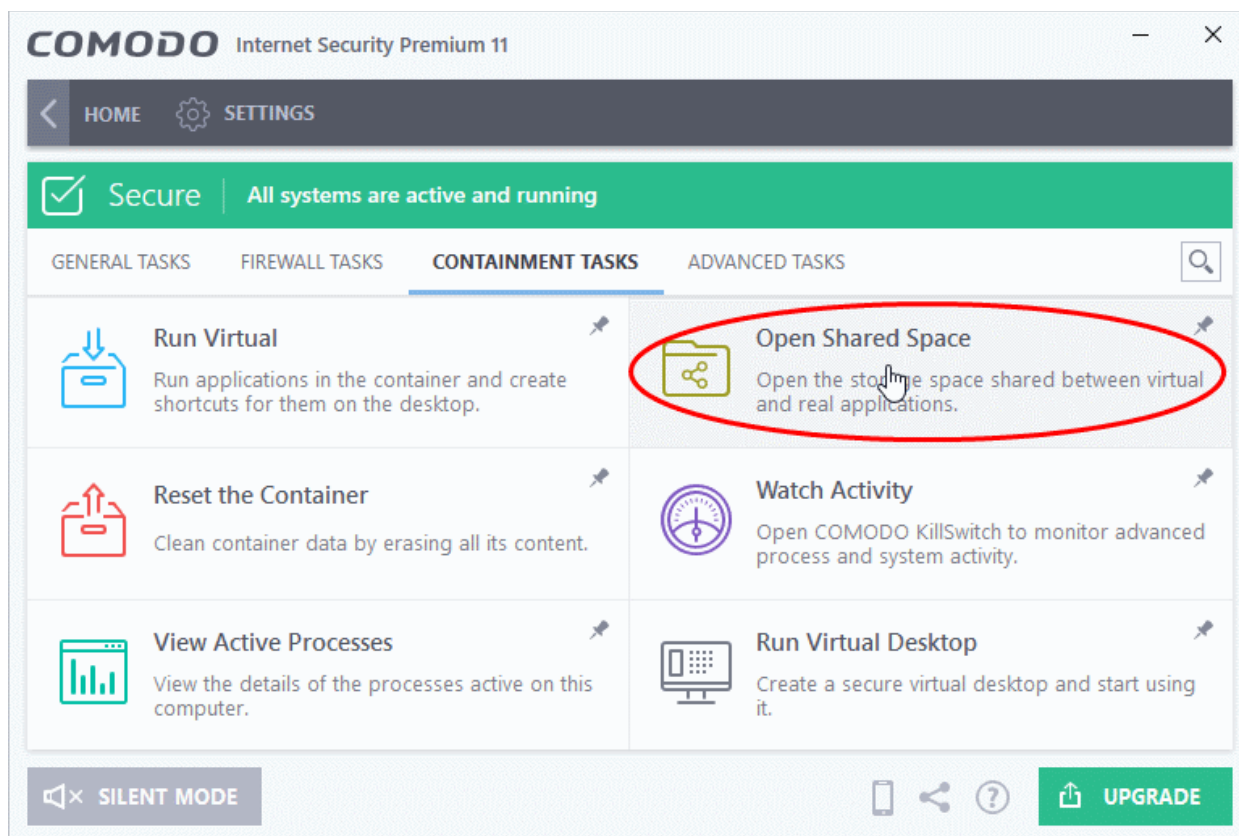 COMODO Internet Security Premium 11
HOME SETTINGS
Secure All systems are active and running
GENERAL TASKS FIREWALL TASKS CONTAINMENT TASKS ADVANCED TASKS
Run Virtual
Run applications in the container and create
shortcuts for them on the desktop.
Open Shared Space
Open the storage space shared between virtual
and real applications.
Reset the Container
Clean container data by erasing all its content.
Watch Activity
Open COMODO KillSwitch to monitor advanced
process and system activity.
View Active Processes
View the details of the processes active on this
computer.
Run Virtual Desktop
Create a secure virtual desktop and start using
it.
SILENT MODE
?
UPGRADE